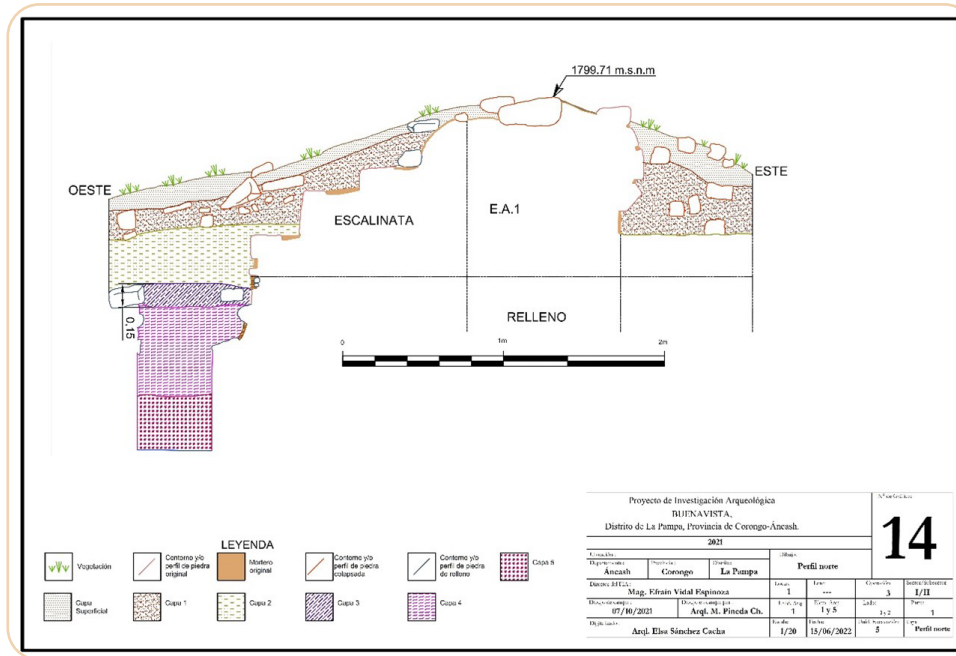 1799.71 m.s.n.m
OESTE
ESTE
ESCALINATA
E.A.1
RELLENO
0.15
0
1m
2m
LEYENDA
Vegetación
Contorno y/o
perfil de piedra
original
Mortero
original
Contorno y/o
perfil de piedra
colapsada
Contorno y/o
perfil de piedra
de relleno
Capa 5
Capa
Superficial
Capa 1
Capa 2
Capa 3
Capa 4
Proyecto de Investigación Arqueológica
BUENAVISTA,
Distrito de La Pampa, Provincia de Corongo-Áncash.
2021
14
Áncash
Corongo
La Pampa
Perfil norte
Mag. Efraín Vidal Espinoza
1
---
3
I/II
07/10/2021
Arql. M. Pineda Ch.
1
1 y 5
1 y 2
1
Arql. Elsa Sánchez Cacha
1/20
15/06/2022
5
Perfil norte